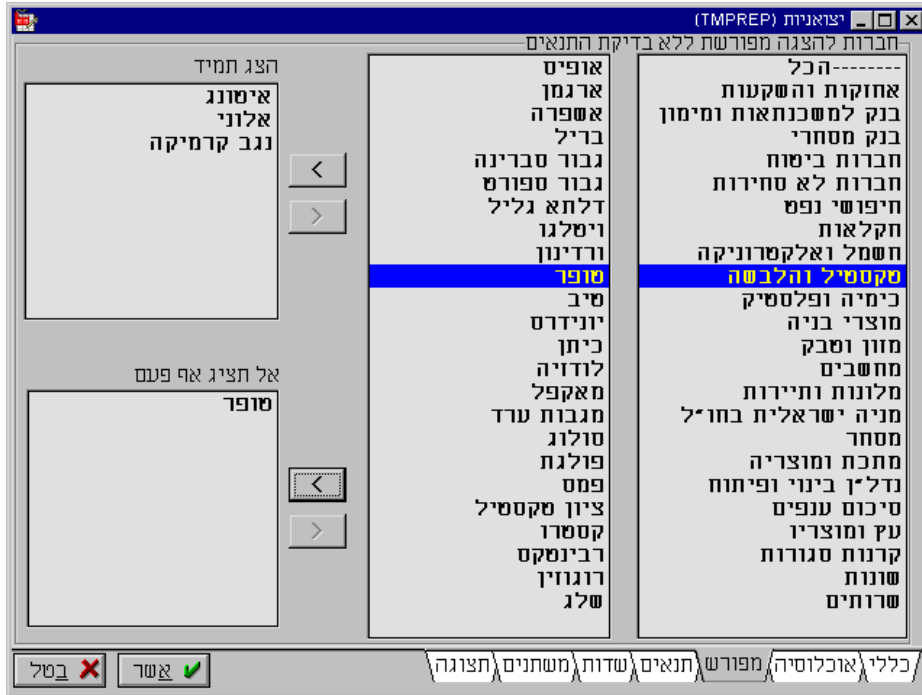 יצואניות (TMPREP)
חברות להצגה מפורשת ללא בדיקת התנאים
--------הכל
אחזקות והשקעות
בנק למשכנתאות ומימון
בנק מסחרי
חברות ביטוח
חברות לא סחירות
חיפושי נפט
חקלאות
חשמל ואלקטרוניקה
טקסטיל והלבשה
כימיה ופלסטיק
מוצרי בניה
מזון וטבק
מחשבים
מלונות ותיירות
מניה ישראלית בחו"ל
מסחר
מתכת ומוצריה
נדל"ן בינוי ופיתוח
סיכום ענפים
עץ ומוצריו
קרנות סגורות
שונות
שרותים
אופיס
ארגמן
אשפרה
בריל
גבור סברינה
גבור ספורט
דלתא גליל
ויטלגו
ורדינון
טופר
טיב
יונידרס
כיתן
לודזיה
מאקפל
מגבות ערד
סולוג
פולגת
פמס
ציון טקסטיל
קסטרו
רבינטקס
רוגוזין
שלג
הצג תמיד
איטונג
אלוני
נגב קרמיקה
אל תציג אף פעם
טופר
כללי
אוכלוסיה
מפורש
תנאים
שדות
משתנים
תצוגה
אשר
בטל